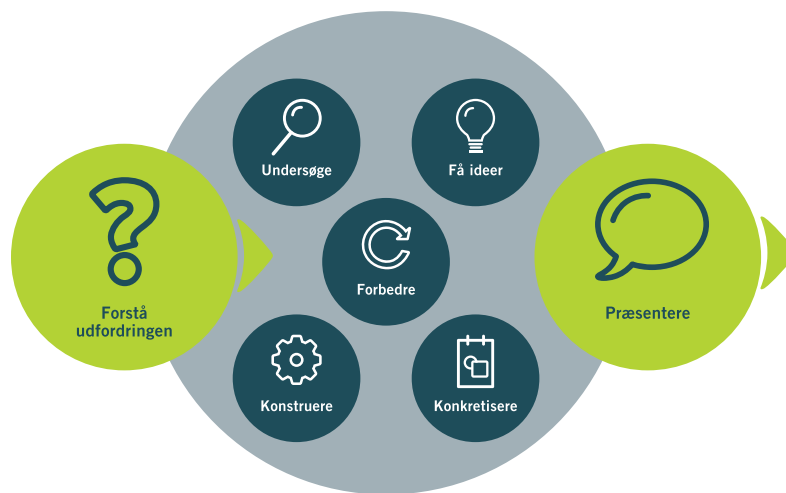 Undersøge
Få ideer
Forstå
udfordringen
Forbedre
Præsentere
Konstruere
Konkretisere